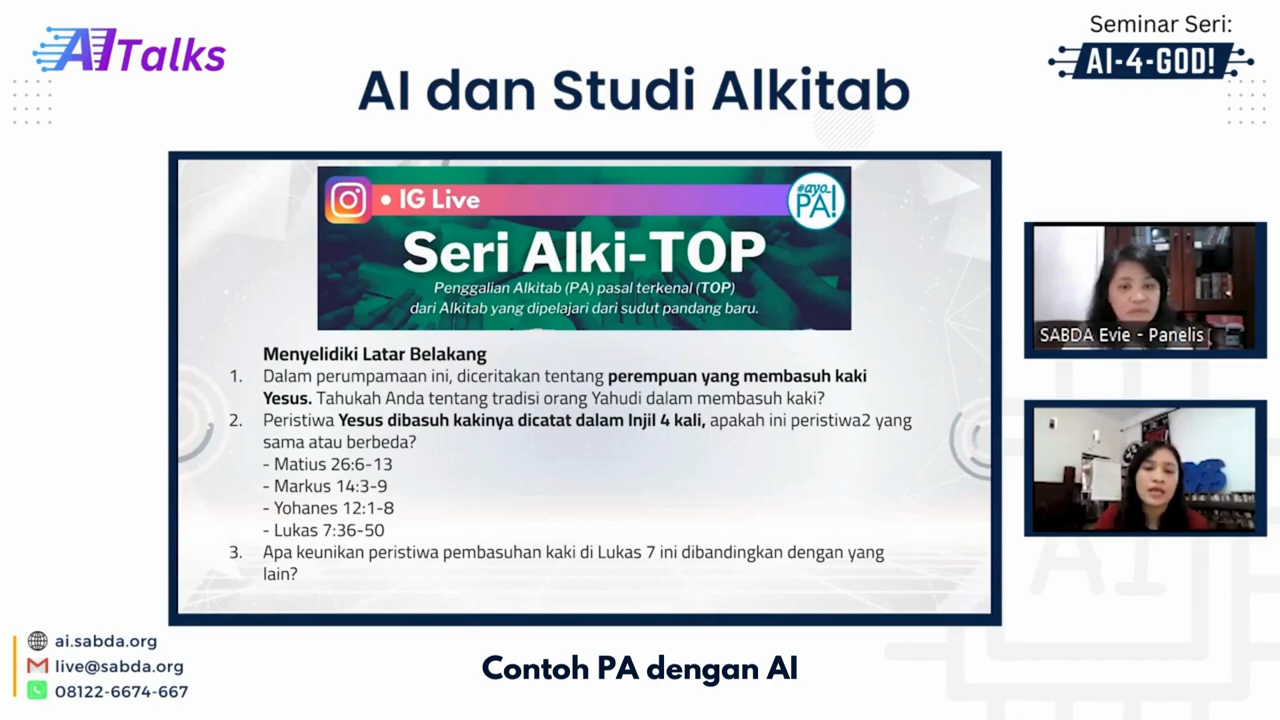 AI Talks
Seminar Seri:
AI-4-GOD!
AI dan Studi Alkitab
• IG Live
#ayo
PA!
Seri Alki-TOP
Penggalian Alkitab (PA) pasal terkenal (TOP)
dari Alkitab yang dipelajari dari sudut pandang baru.
Menyelidiki Latar Belakang
1. Dalam perumpamaan ini, diceritakan tentang perempuan yang membasuh kaki
Yesus. Tahukah Anda tentang tradisi orang Yahudi dalam membasuh kaki?
2. Peristiwa Yesus dibasuh kakinya dicatat dalam Injil 4 kali, apakah ini peristiwa2 yang
sama atau berbeda?
- Matius 26:6-13
- Markus 14:3-9
- Yohanes 12:1-8
- Lukas 7:36-50
3. Apa keunikan peristiwa pembasuhan kaki di Lukas 7 ini dibandingkan dengan yang
lain?
SABDA Evie - Panelis
AI
ai.sabda.org
live@sabda.org
08122-6674-667
Contoh PA dengan AI